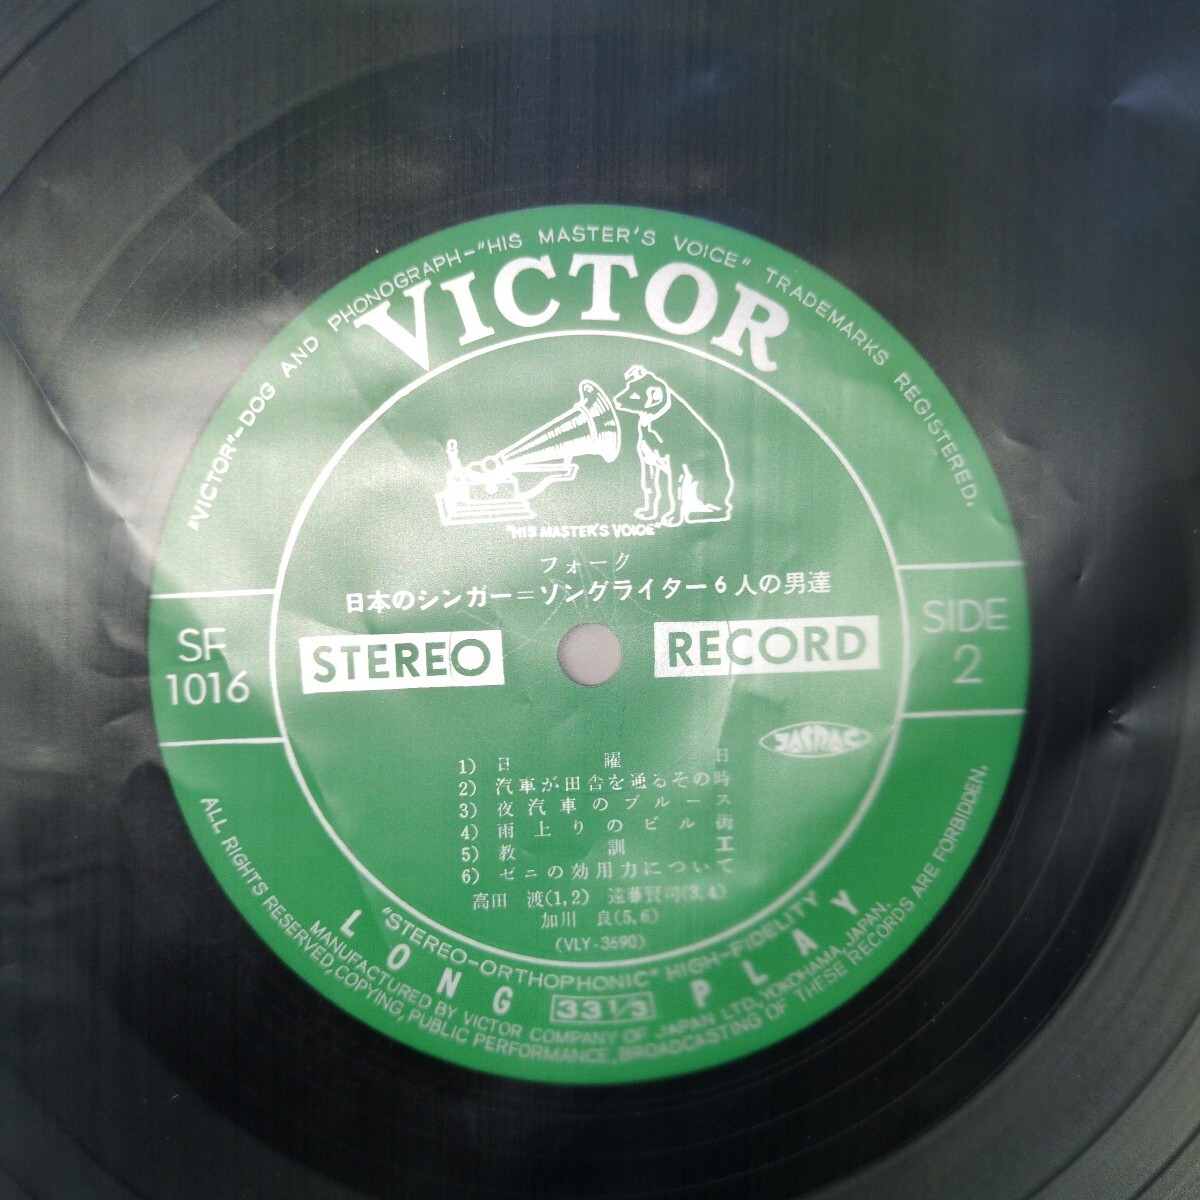 "VICTOR"–DOG AND PHONOGRAPH–"HIS MASTER'S VOICE" TRADEMARKS REGISTERED.
VICTOR
"HIS MASTER'S VOICE"
フォーク
日本のシンガー=ソングライター6人の男達
SF
1016
STEREO
RECORD
SIDE
2
JASRAC
1) 日曜日
2) 汽車が田舎を通るその時
3) 夜汽車のブルース
4) 雨上りのビル街
5) 教訓 I
6) ゼニの効用力について
高田 渡(1,2) 遠藤賢司(3,4)
加川 良(5,6)
(VLY-3690)
"STEREO-ORTHOPHONIC" HIGH-FIDELITY
LONG 33 1/3 PLAY
MANUFACTURED BY VICTOR COMPANY OF JAPAN LTD., YOKOHAMA, JAPAN.
ALL RIGHTS RESERVED, COPYING, PUBLIC PERFORMANCE, BROADCASTING OF THESE RECORDS ARE FORBIDDEN.